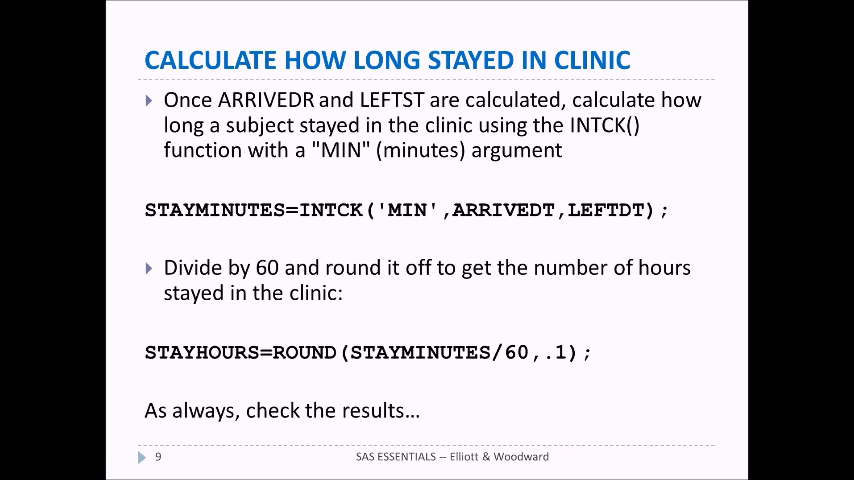 CALCULATE HOW LONG STAYED IN CLINIC
Once ARRIVEDR and LEFTST are calculated, calculate how
long a subject stayed in the clinic using the INTCK()
function with a "MIN" (minutes) argument
STAYMINUTES=INTCK('MIN',ARRIVEDT,LEFTDT);
Divide by 60 and round it off to get the number of hours
stayed in the clinic:
STAYHOURS=ROUND(STAYMINUTES/60,.1);
As always, check the results…
9
SAS ESSENTIALS -- Elliott & Woodward